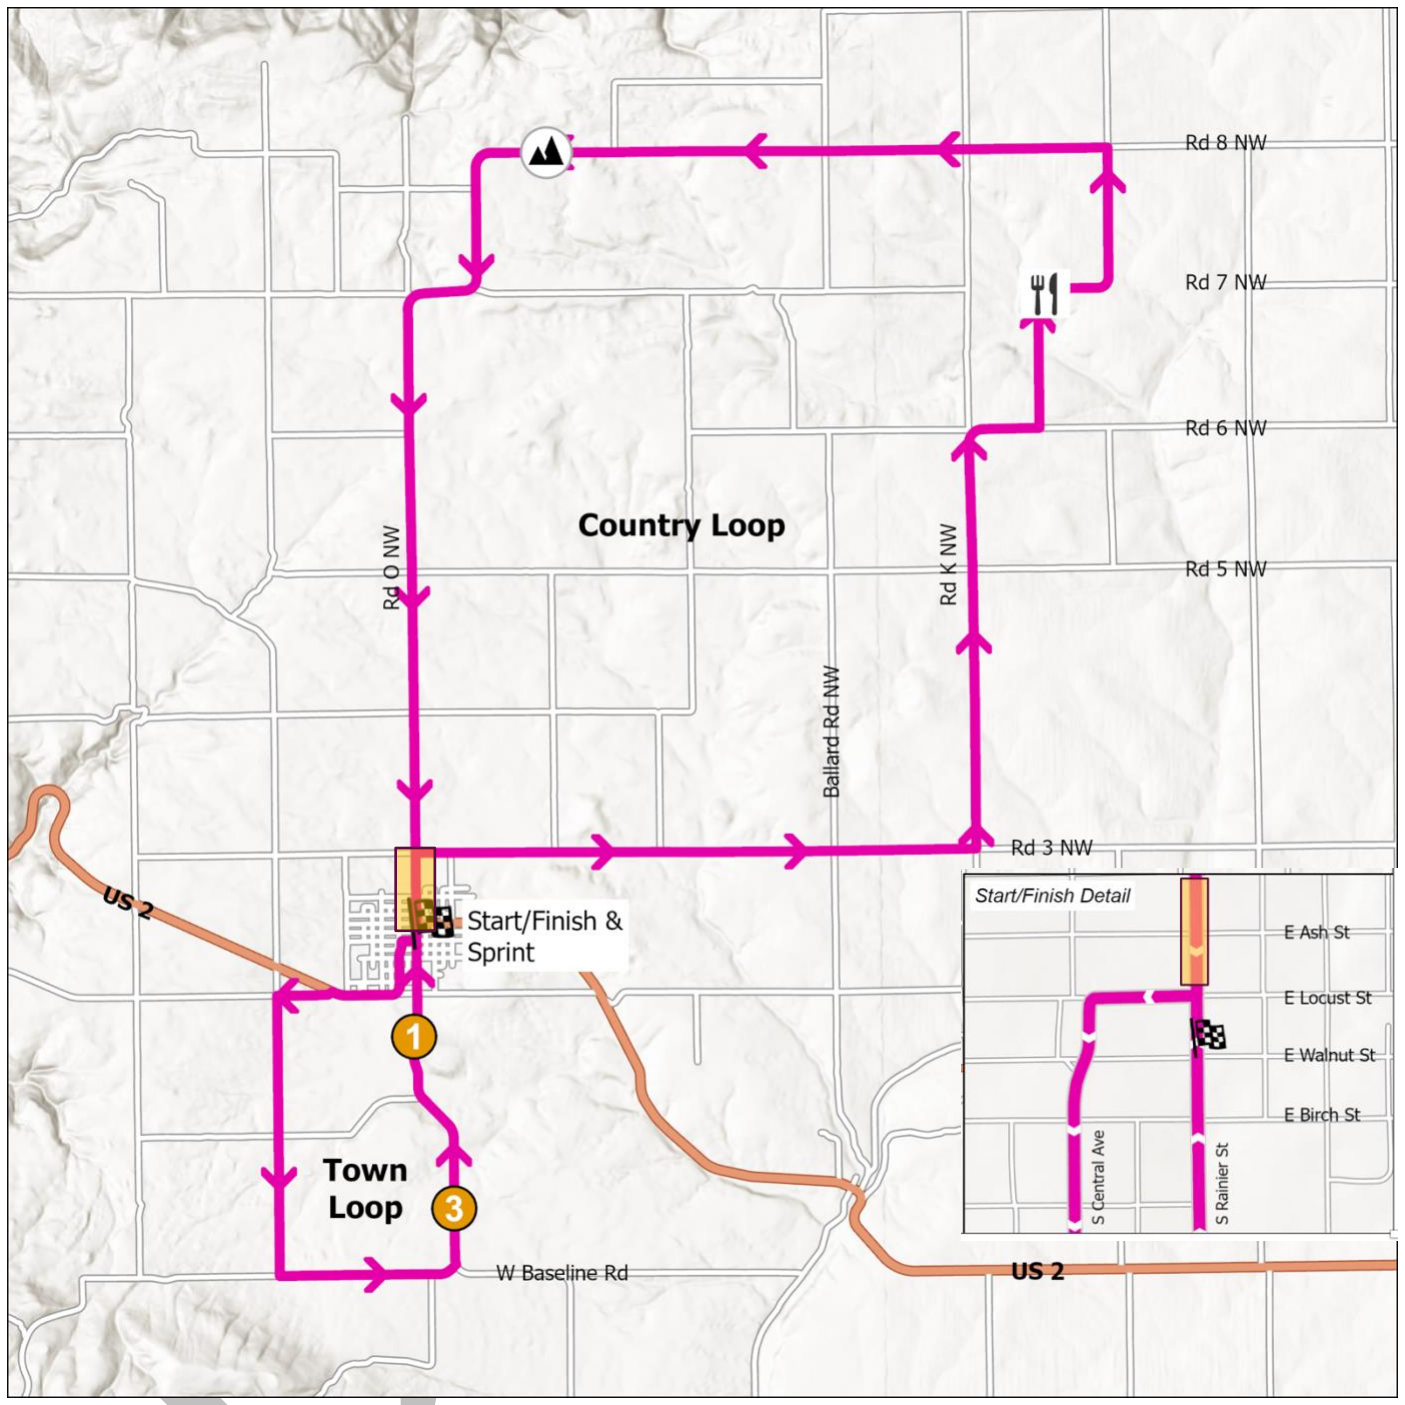 Rd 8 NW
Rd 7 NW
Rd 6 NW
Country Loop
Rd O NW
Rd K NW
Rd 5 NW
Ballard Rd NW
Rd 3 NW
US 2
Start/Finish &
Sprint
Start/Finish Detail
E Ash St
E Locust St
E Walnut St
E Birch St
S Central Ave
S Rainier St
1
Town
Loop
3
W Baseline Rd
US 2